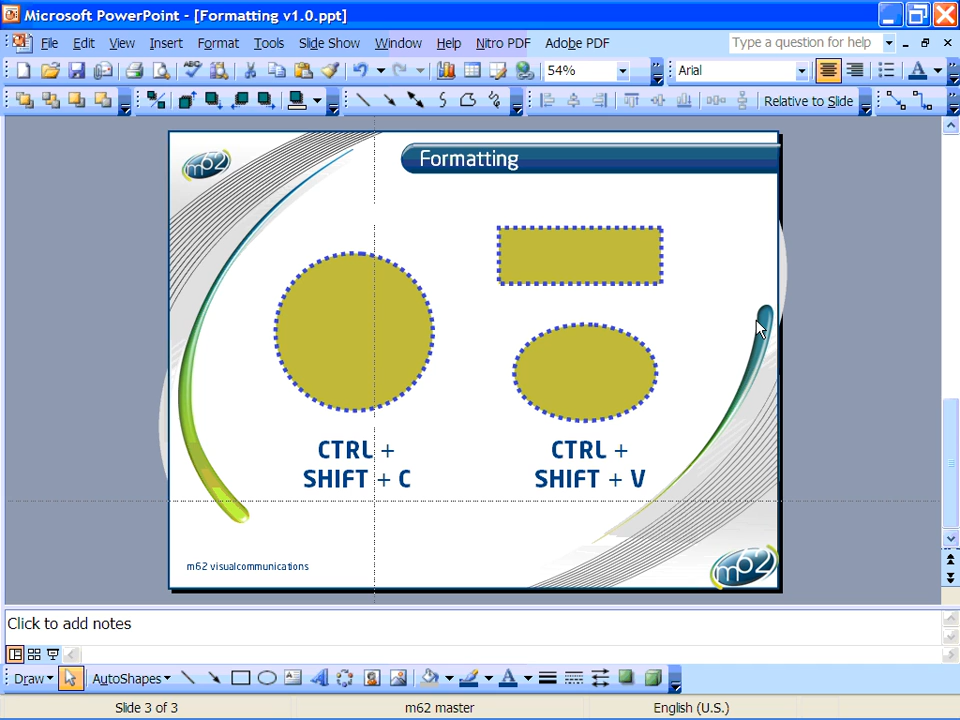 Microsoft PowerPoint - [Formatting v1.0.ppt]
File Edit View Insert Format Tools Slide Show Window Help Nitro PDF Adobe PDF Type a question for help
54% Arial
Relative to Slide
m62
Formatting
CTRL +
SHIFT + C
CTRL +
SHIFT + V
m62 visualcommunications
m62
Click to add notes
Draw AutoShapes
Slide 3 of 3 m62 master English (U.S.)